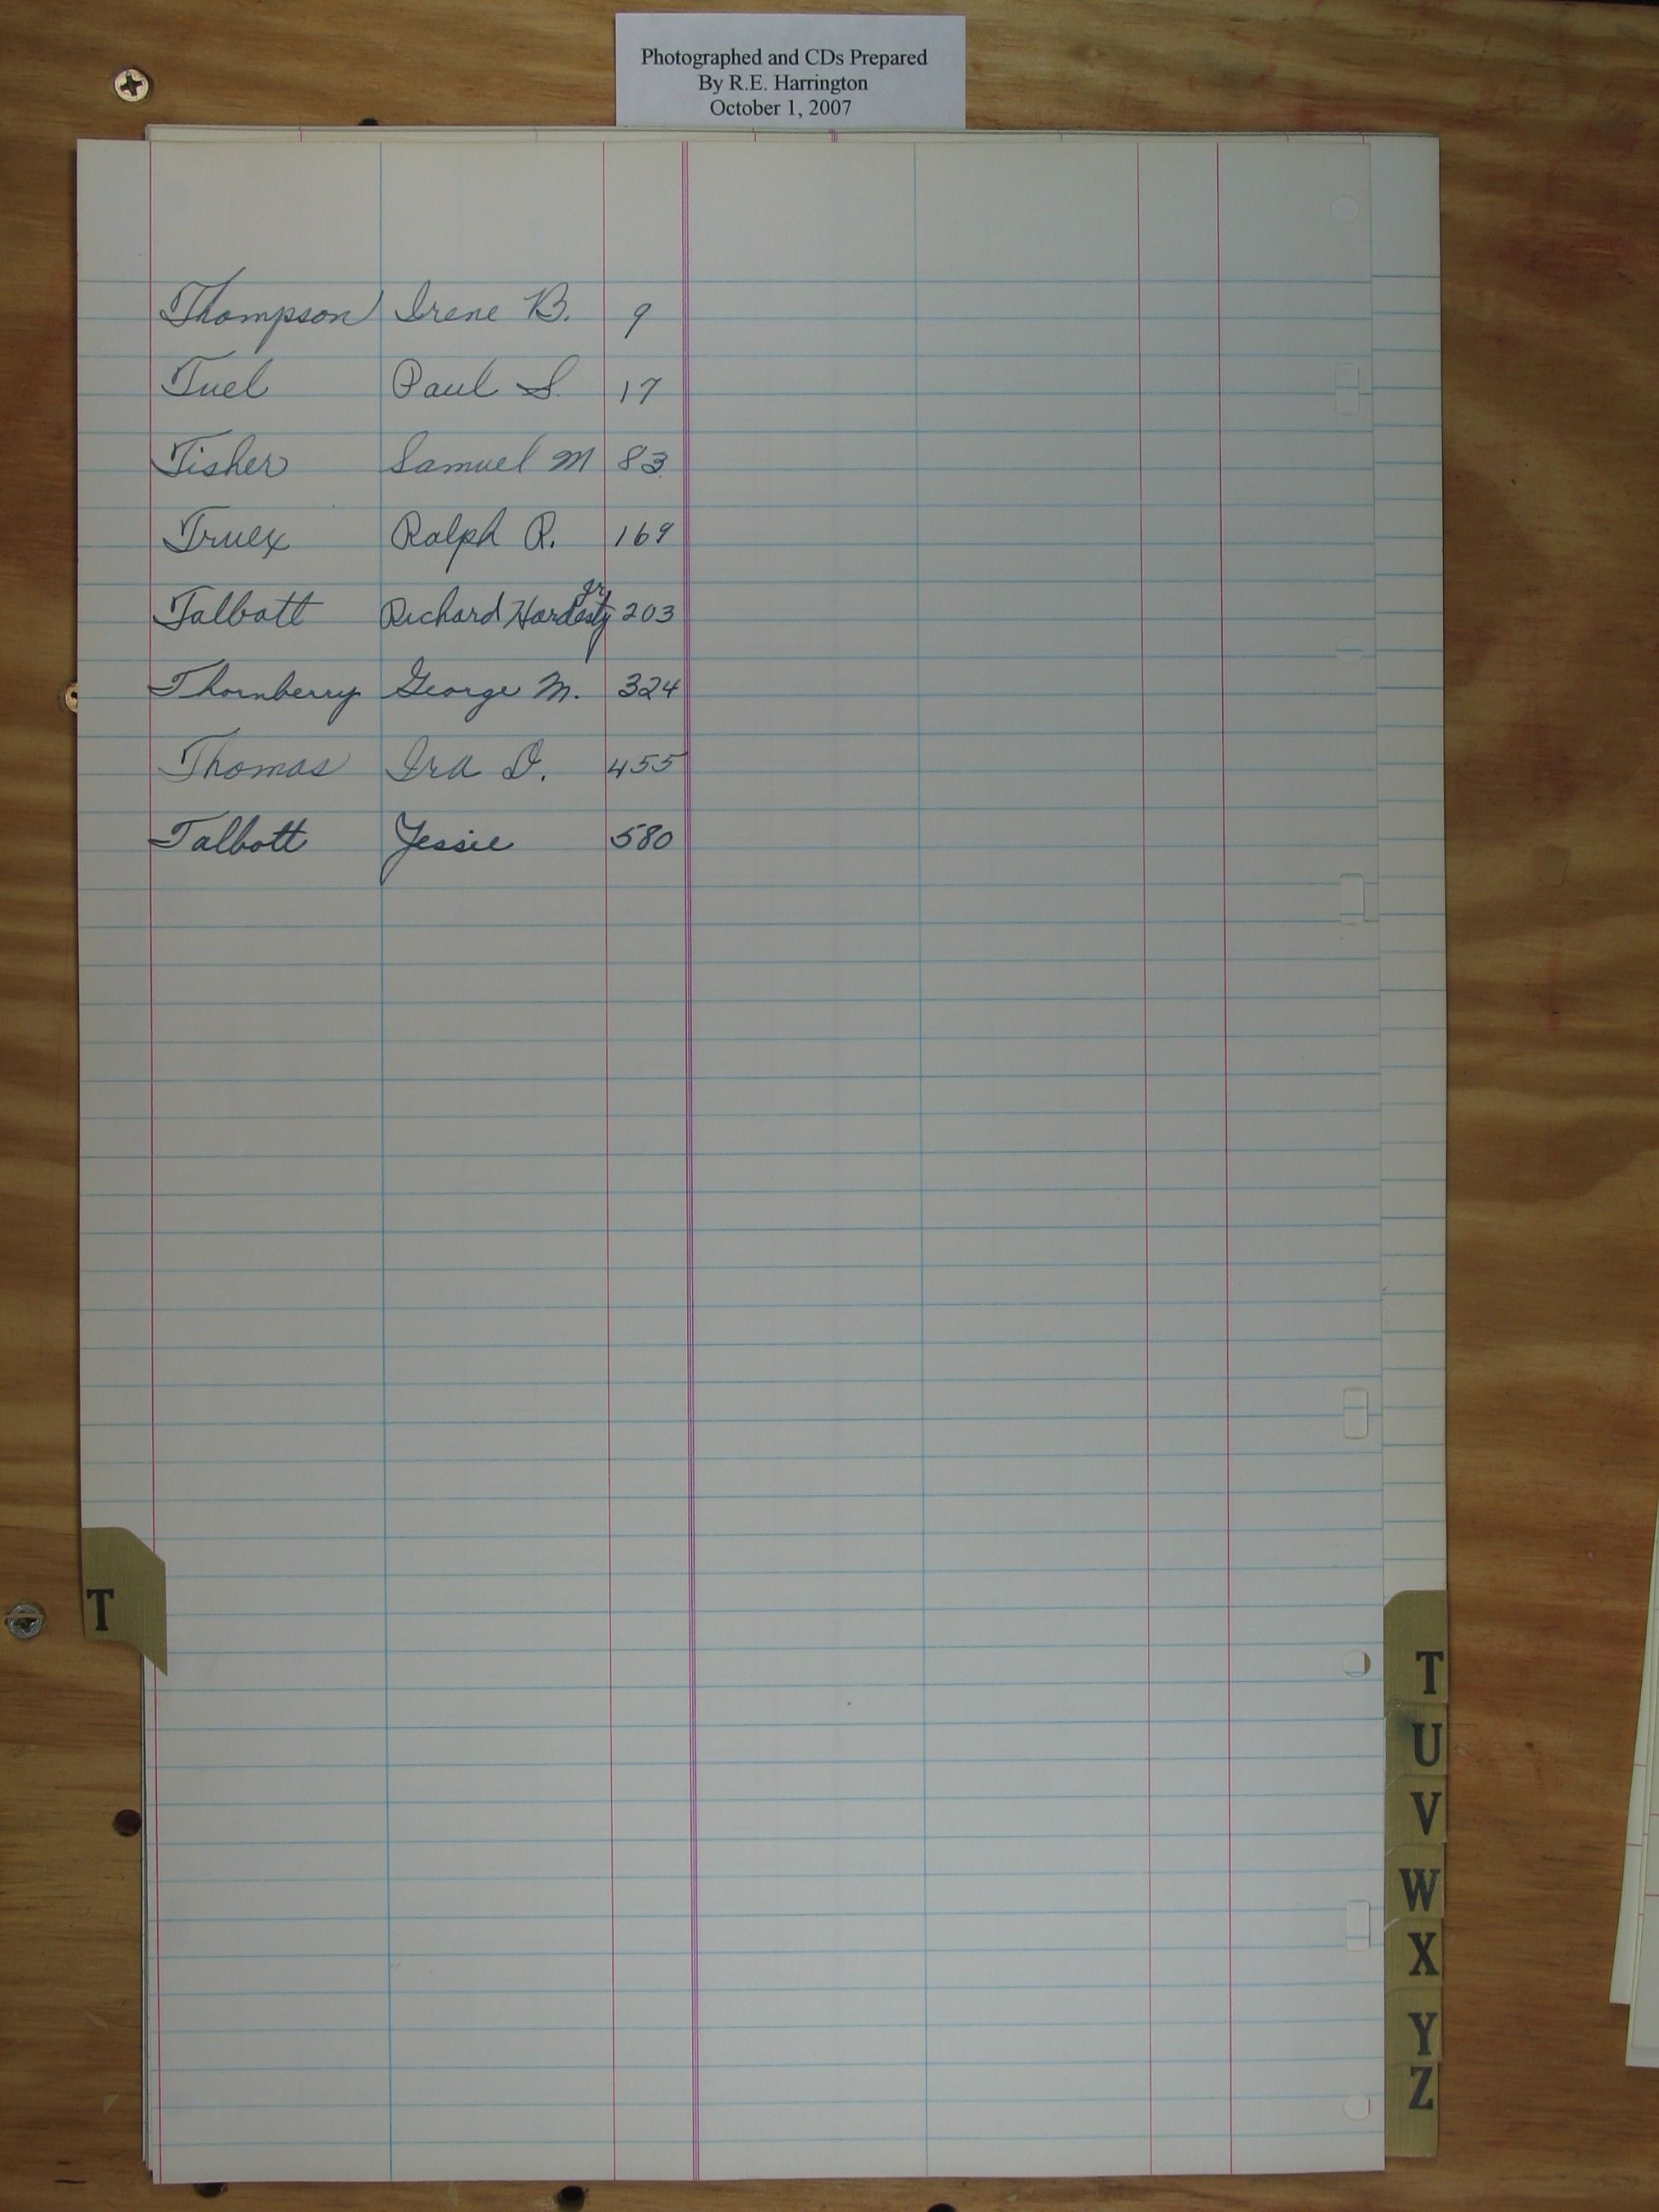 Photographed and CDs Prepared
By R.E. Harrington
October 1, 2007
Thompson Irene B. 9
Tuel Paul S. 17
Tisher Samuel M 83
Truex Ralph R. 169
Talbott Richard Hardesty Jr 203
Thornberry George M. 324
Thomas Ira D. 455
Talbott Jessie 580
T
T
U
V
W
X
Y
Z